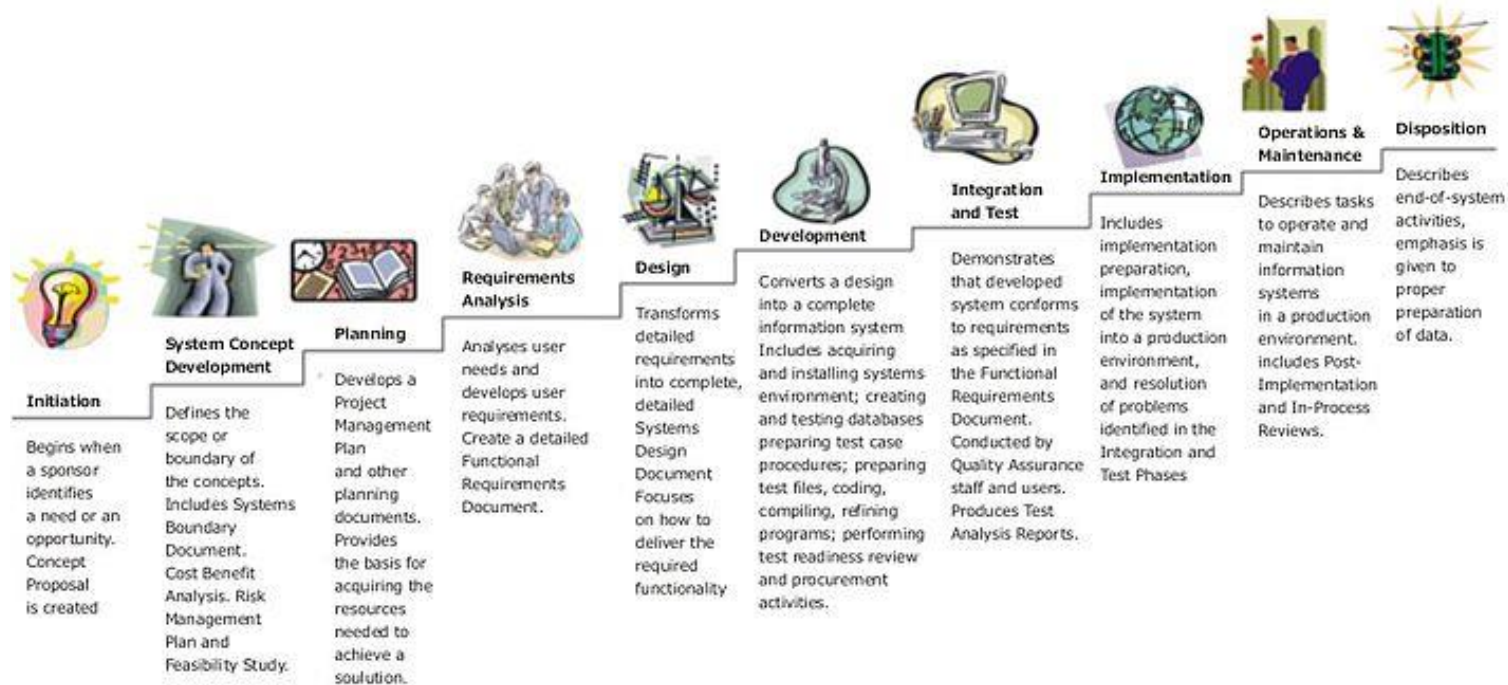 Initiation
Begins when
a sponsor
identifies
a need or an
opportunity.
Concept
Proposal
is created
System Concept
Development
Defines the
scope or
boundary of
the concepts.
Includes Systems
Boundary
Document.
Cost Benefit
Analysis. Risk
Management
Plan and
Feasibility Study.
Planning
Develops a
Project
Management
Plan
and other
planning
documents.
Provides
the basis for
acquiring the
resources
needed to
achieve a
soulution.
Requirements
Analysis
Analyses user
needs and
develops user
requirements.
Create a detailed
Functional
Requirements
Document.
Design
Transforms
detailed
requirements
into complete,
detailed
Systems
Design
Document
Focuses
on how to
deliver the
required
functionality
Development
Converts a design
into a complete
information system
Includes acquiring
and installing systems
environment; creating
and testing databases
preparing test case
procedures; preparing
test files, coding,
compiling, refining
programs; performing
test readiness review
and procurement
activities.
Integration
and Test
Demonstrates
that developed
system conforms
to requirements
as specified in
the Functional
Requirements
Document.
Conducted by
Quality Assurance
staff and users.
Produces Test
Analysis Reports.
Implementation
Includes
implementation
preparation,
implementation
of the system
into a production
environment,
and resolution
of problems
identified in the
Integration and
Test Phases
Operations &
Maintenance
Describes tasks
to operate and
maintain
information
systems
in a production
environment.
includes Post-
Implementation
and In-Process
Reviews.
Disposition
Describes
end-of-system
activities,
emphasis is
given to
proper
preparation
of data.